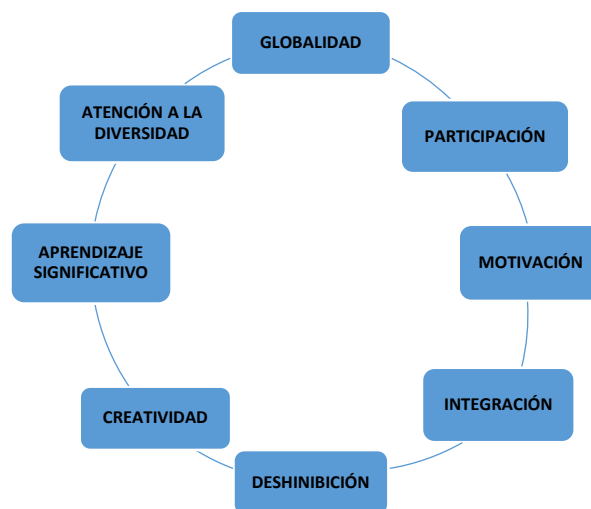 GLOBALIDAD
PARTICIPACIÓN
MOTIVACIÓN
INTEGRACIÓN
DESHINIBICIÓN
CREATIVIDAD
APRENDIZAJE
SIGNIFICATIVO
ATENCIÓN A LA
DIVERSIDAD